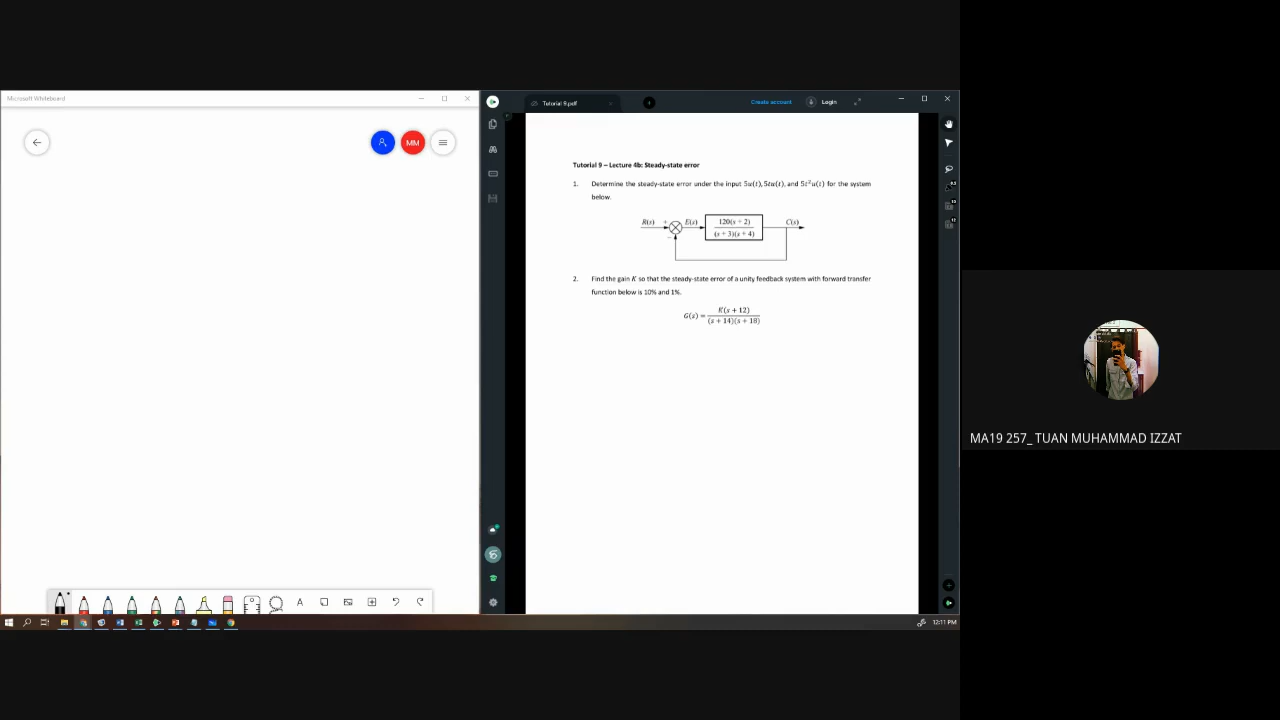 Microsoft Whiteboard
MM
Tutorial 9.pdf
Create account
Login
Tutorial 9 – Lecture 4b: Steady-state error
1. Determine the steady-state error under the input 5u(t), 5tu(t), and 5t²u(t) for the system
below.
R(s) + E(s) 120(s + 2) C(s)
− (s + 3)(s + 4)
2. Find the gain K so that the steady-state error of a unity feedback system with forward transfer
function below is 10% and 1%.
K(s + 12)
G(s) =
(s + 14)(s + 18)
MA19 257_ TUAN MUHAMMAD IZZAT
12:11 PM